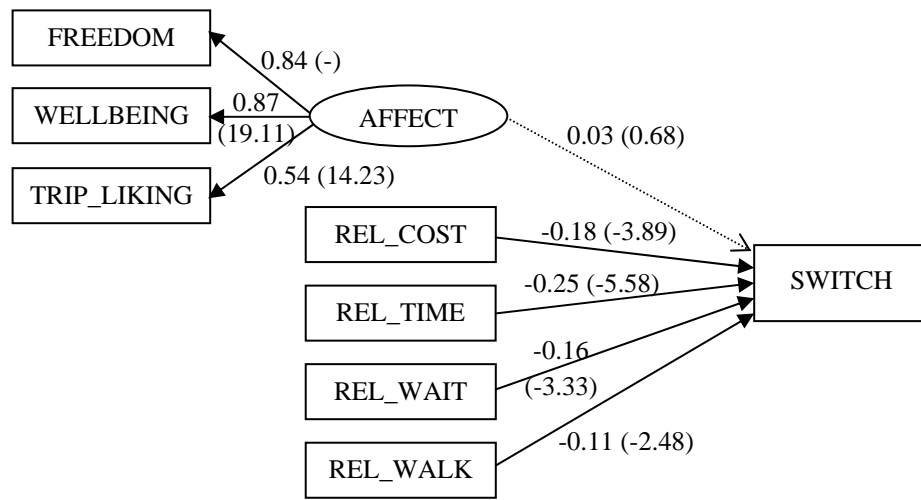 FREEDOM
0.84 (-)
WELLBEING
0.87
(19.11)
AFFECT
0.03 (0.68)
TRIP_LIKING
0.54 (14.23)
REL_COST
-0.18 (-3.89)
SWITCH
REL_TIME
-0.25 (-5.58)
REL_WAIT
-0.16
(-3.33)
REL_WALK
-0.11 (-2.48)